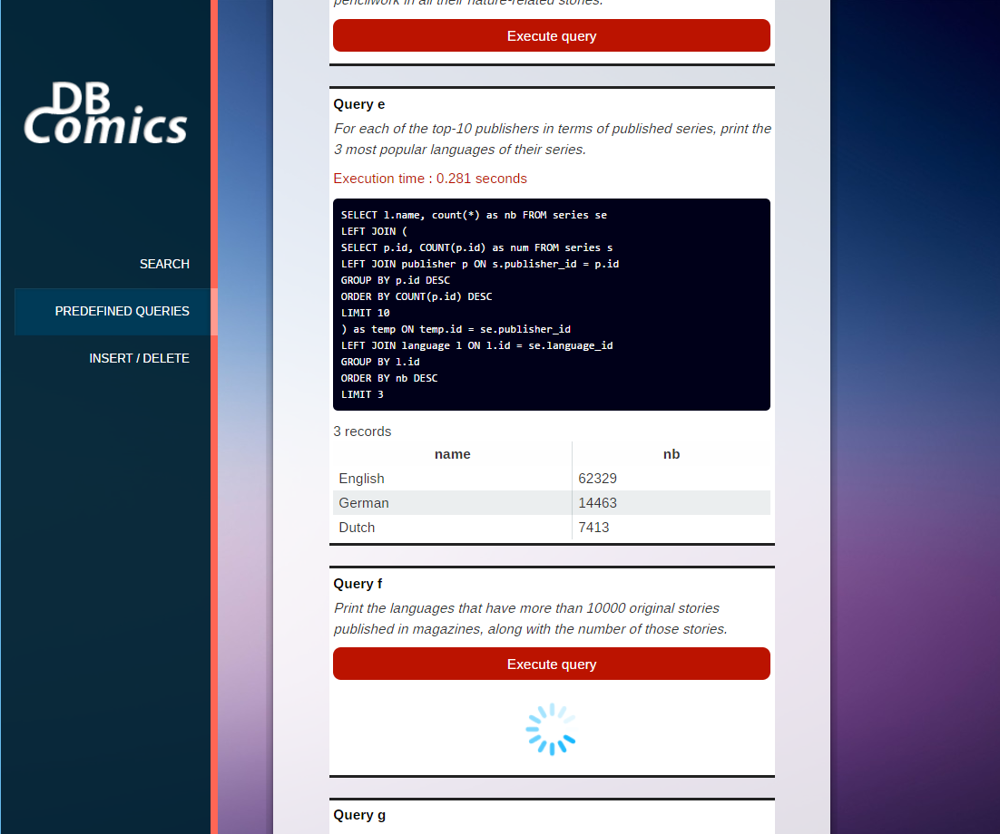 DB
Comics
SEARCH
PREDEFINED QUERIES
INSERT / DELETE
pencilwork in all their nature-related stories.
Execute query
Query e
For each of the top-10 publishers in terms of published series, print the
3 most popular languages of their series.
Execution time : 0.281 seconds
SELECT l.name, count(*) as nb FROM series se
LEFT JOIN (
SELECT p.id, COUNT(p.id) as num FROM series s
LEFT JOIN publisher p ON s.publisher_id = p.id
GROUP BY p.id DESC
ORDER BY COUNT(p.id) DESC
LIMIT 10
) as temp ON temp.id = se.publisher_id
LEFT JOIN language l ON l.id = se.language_id
GROUP BY l.id
ORDER BY nb DESC
LIMIT 3
3 records
name nb
English 62329
German 14463
Dutch 7413
Query f
Print the languages that have more than 10000 original stories
published in magazines, along with the number of those stories.
Execute query
Query g